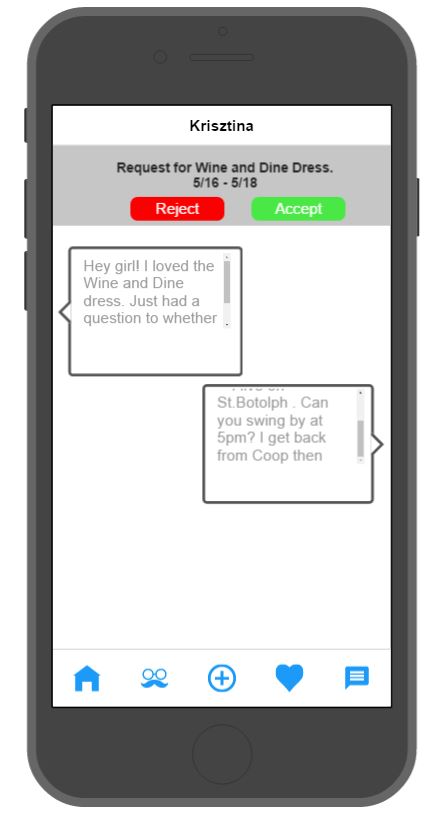 Krisztina
Request for Wine and Dine Dress.
5/16 - 5/18
Reject Accept
Hey girl! I loved the
Wine and Dine
dress. Just had a
question to whether
St.Botolph . Can
you swing by at
5pm? I get back
from Coop then